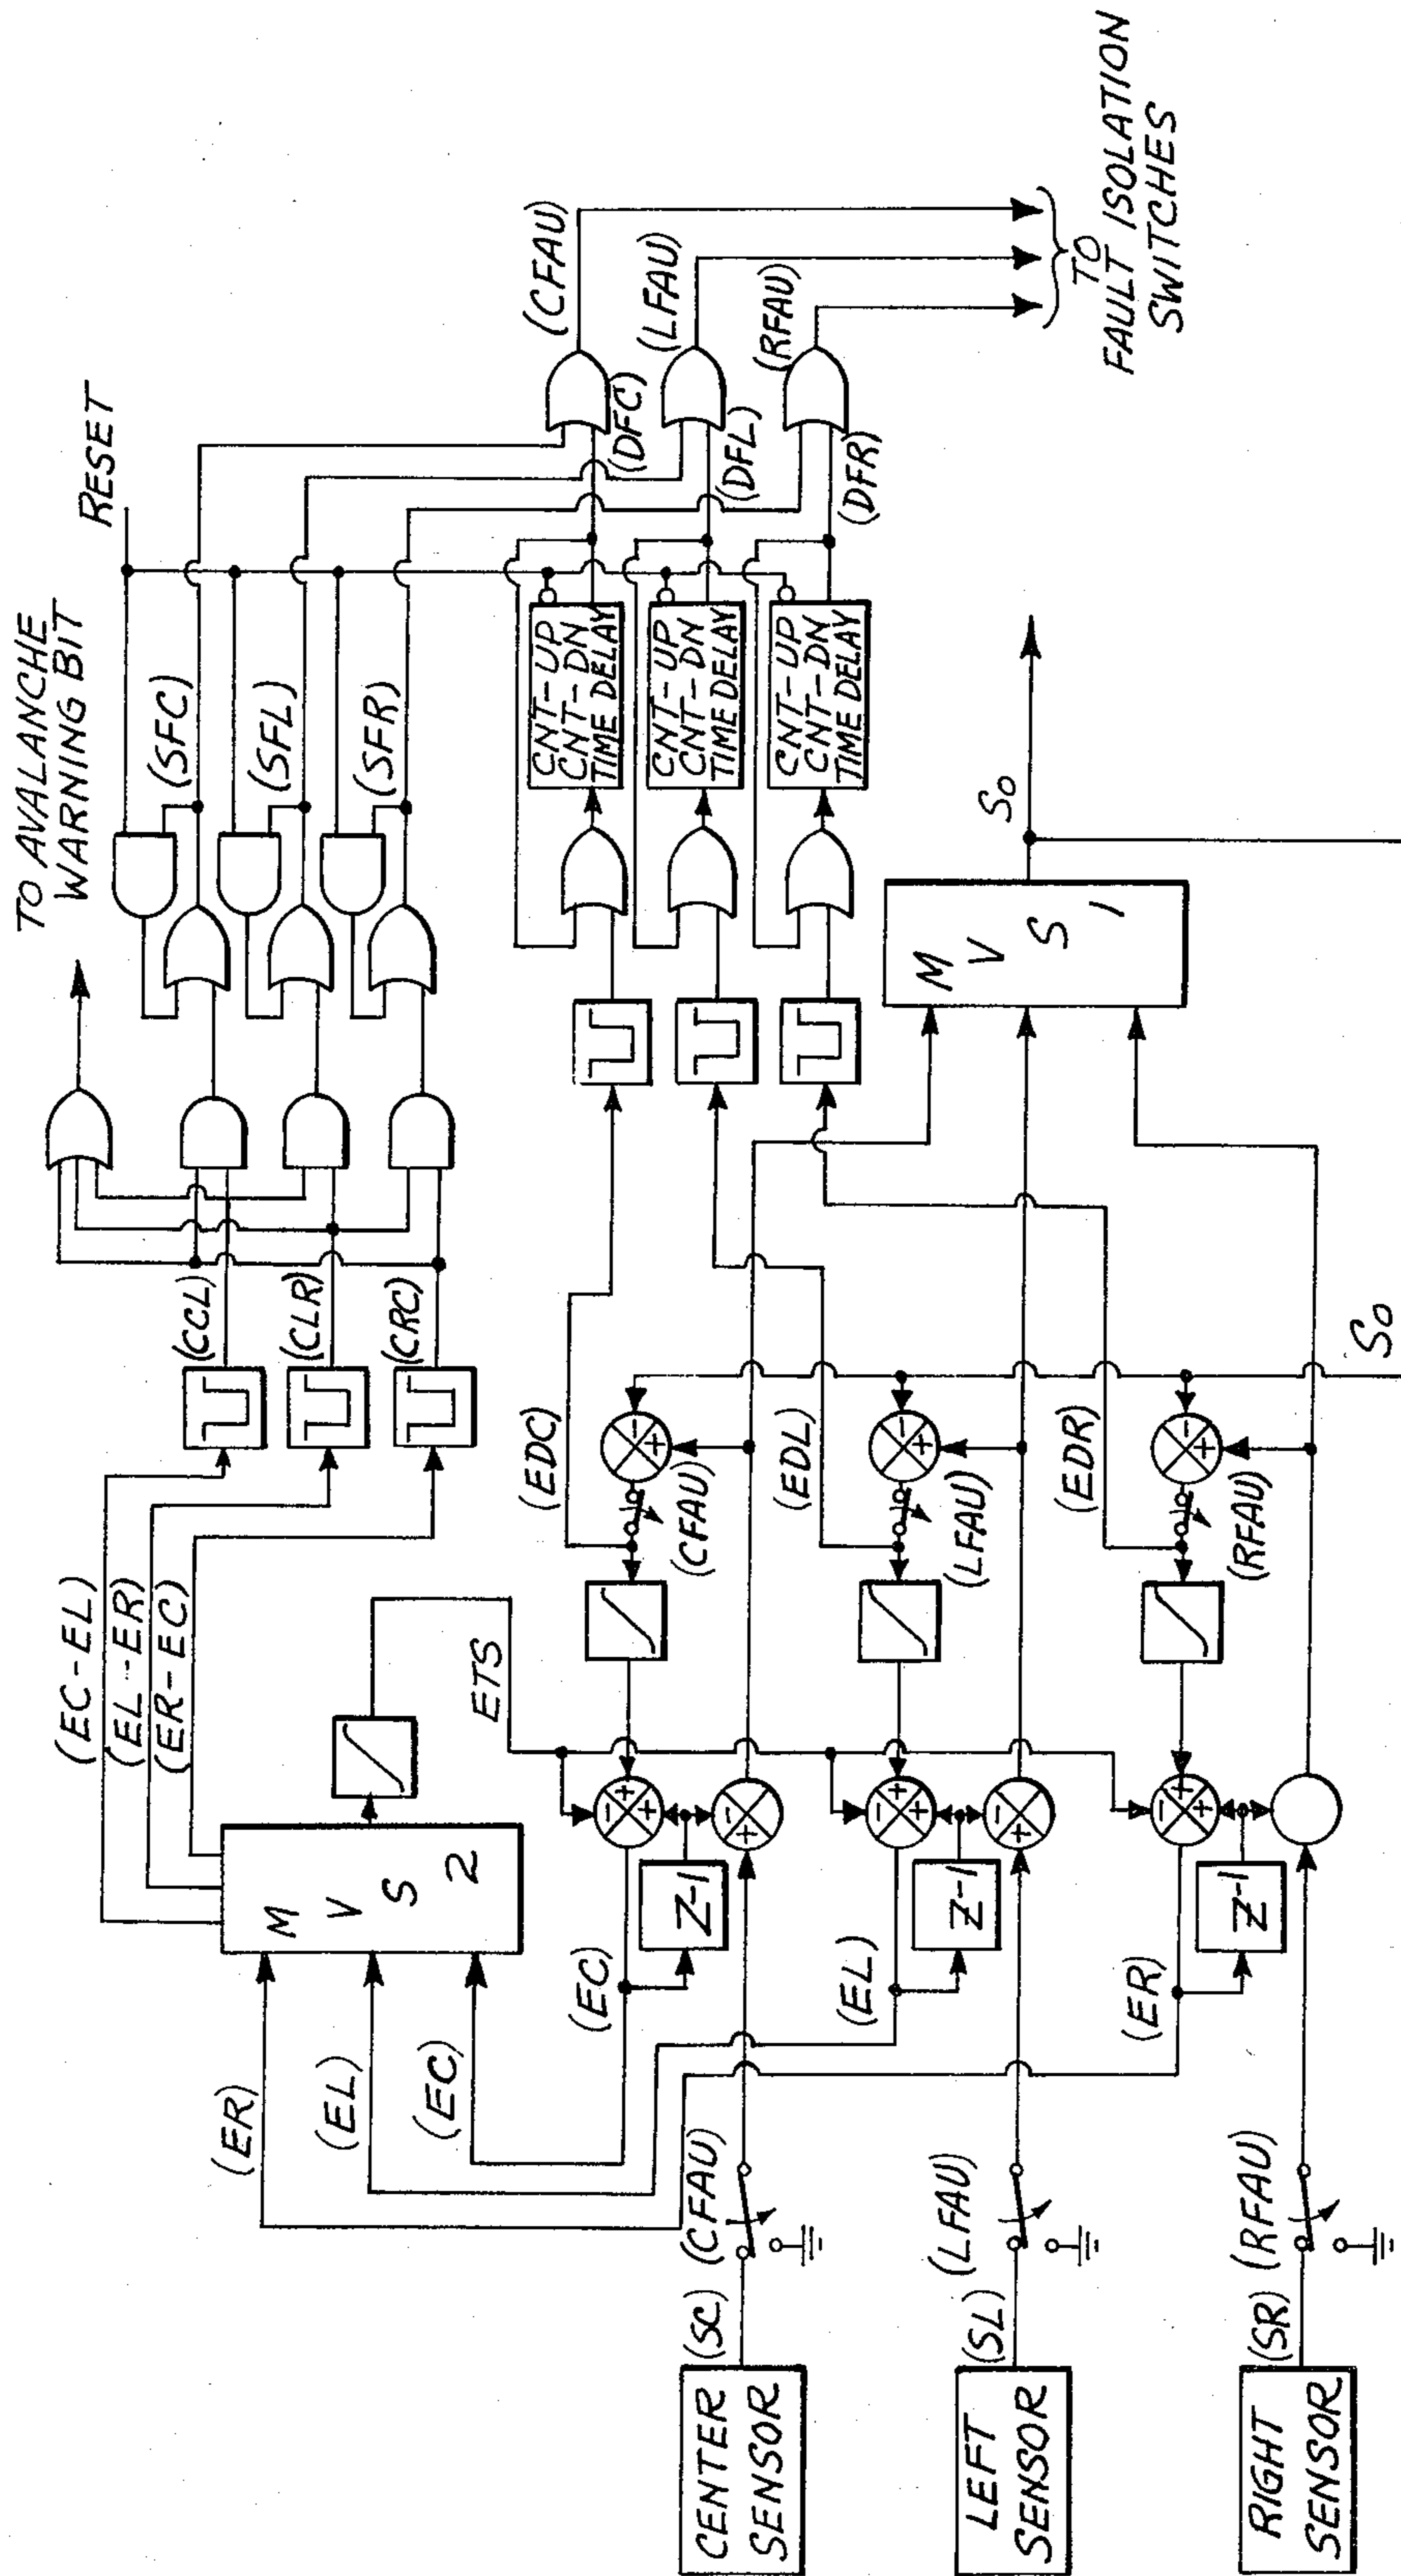 TO AVALANCHE
WARNING BIT
RESET
(SFC)
(SFL)
(SFR)
(CCL)
(CLR)
(CRC)
(EC-EL)
(EL-ER)
(ER-EC)
M
V
S
2
ETS
(ER)
(EL)
(EC)
(CFAU)
(LFAU)
(RFAU)
(DFC)
(DFL)
(DFR)
TO
FAULT ISOLATION
SWITCHES
CNT-UP
CNT-DN
TIME DELAY
CNT-UP
CNT-DN
TIME DELAY
CNT-UP
CNT-DN
TIME DELAY
(EDC)
(EDL)
(EDR)
-
+
(CFAU)
-
+
(LFAU)
-
+
(RFAU)
M
V
S
1
So
So
(EC)
-
+
+
Z-1
-
+
(EL)
-
+
+
Z-1
-
+
(ER)
-
+
+
Z-1
CENTER
SENSOR
(SC)
(CFAU)
LEFT
SENSOR
(SL)
(LFAU)
RIGHT
SENSOR
(SR)
(RFAU)